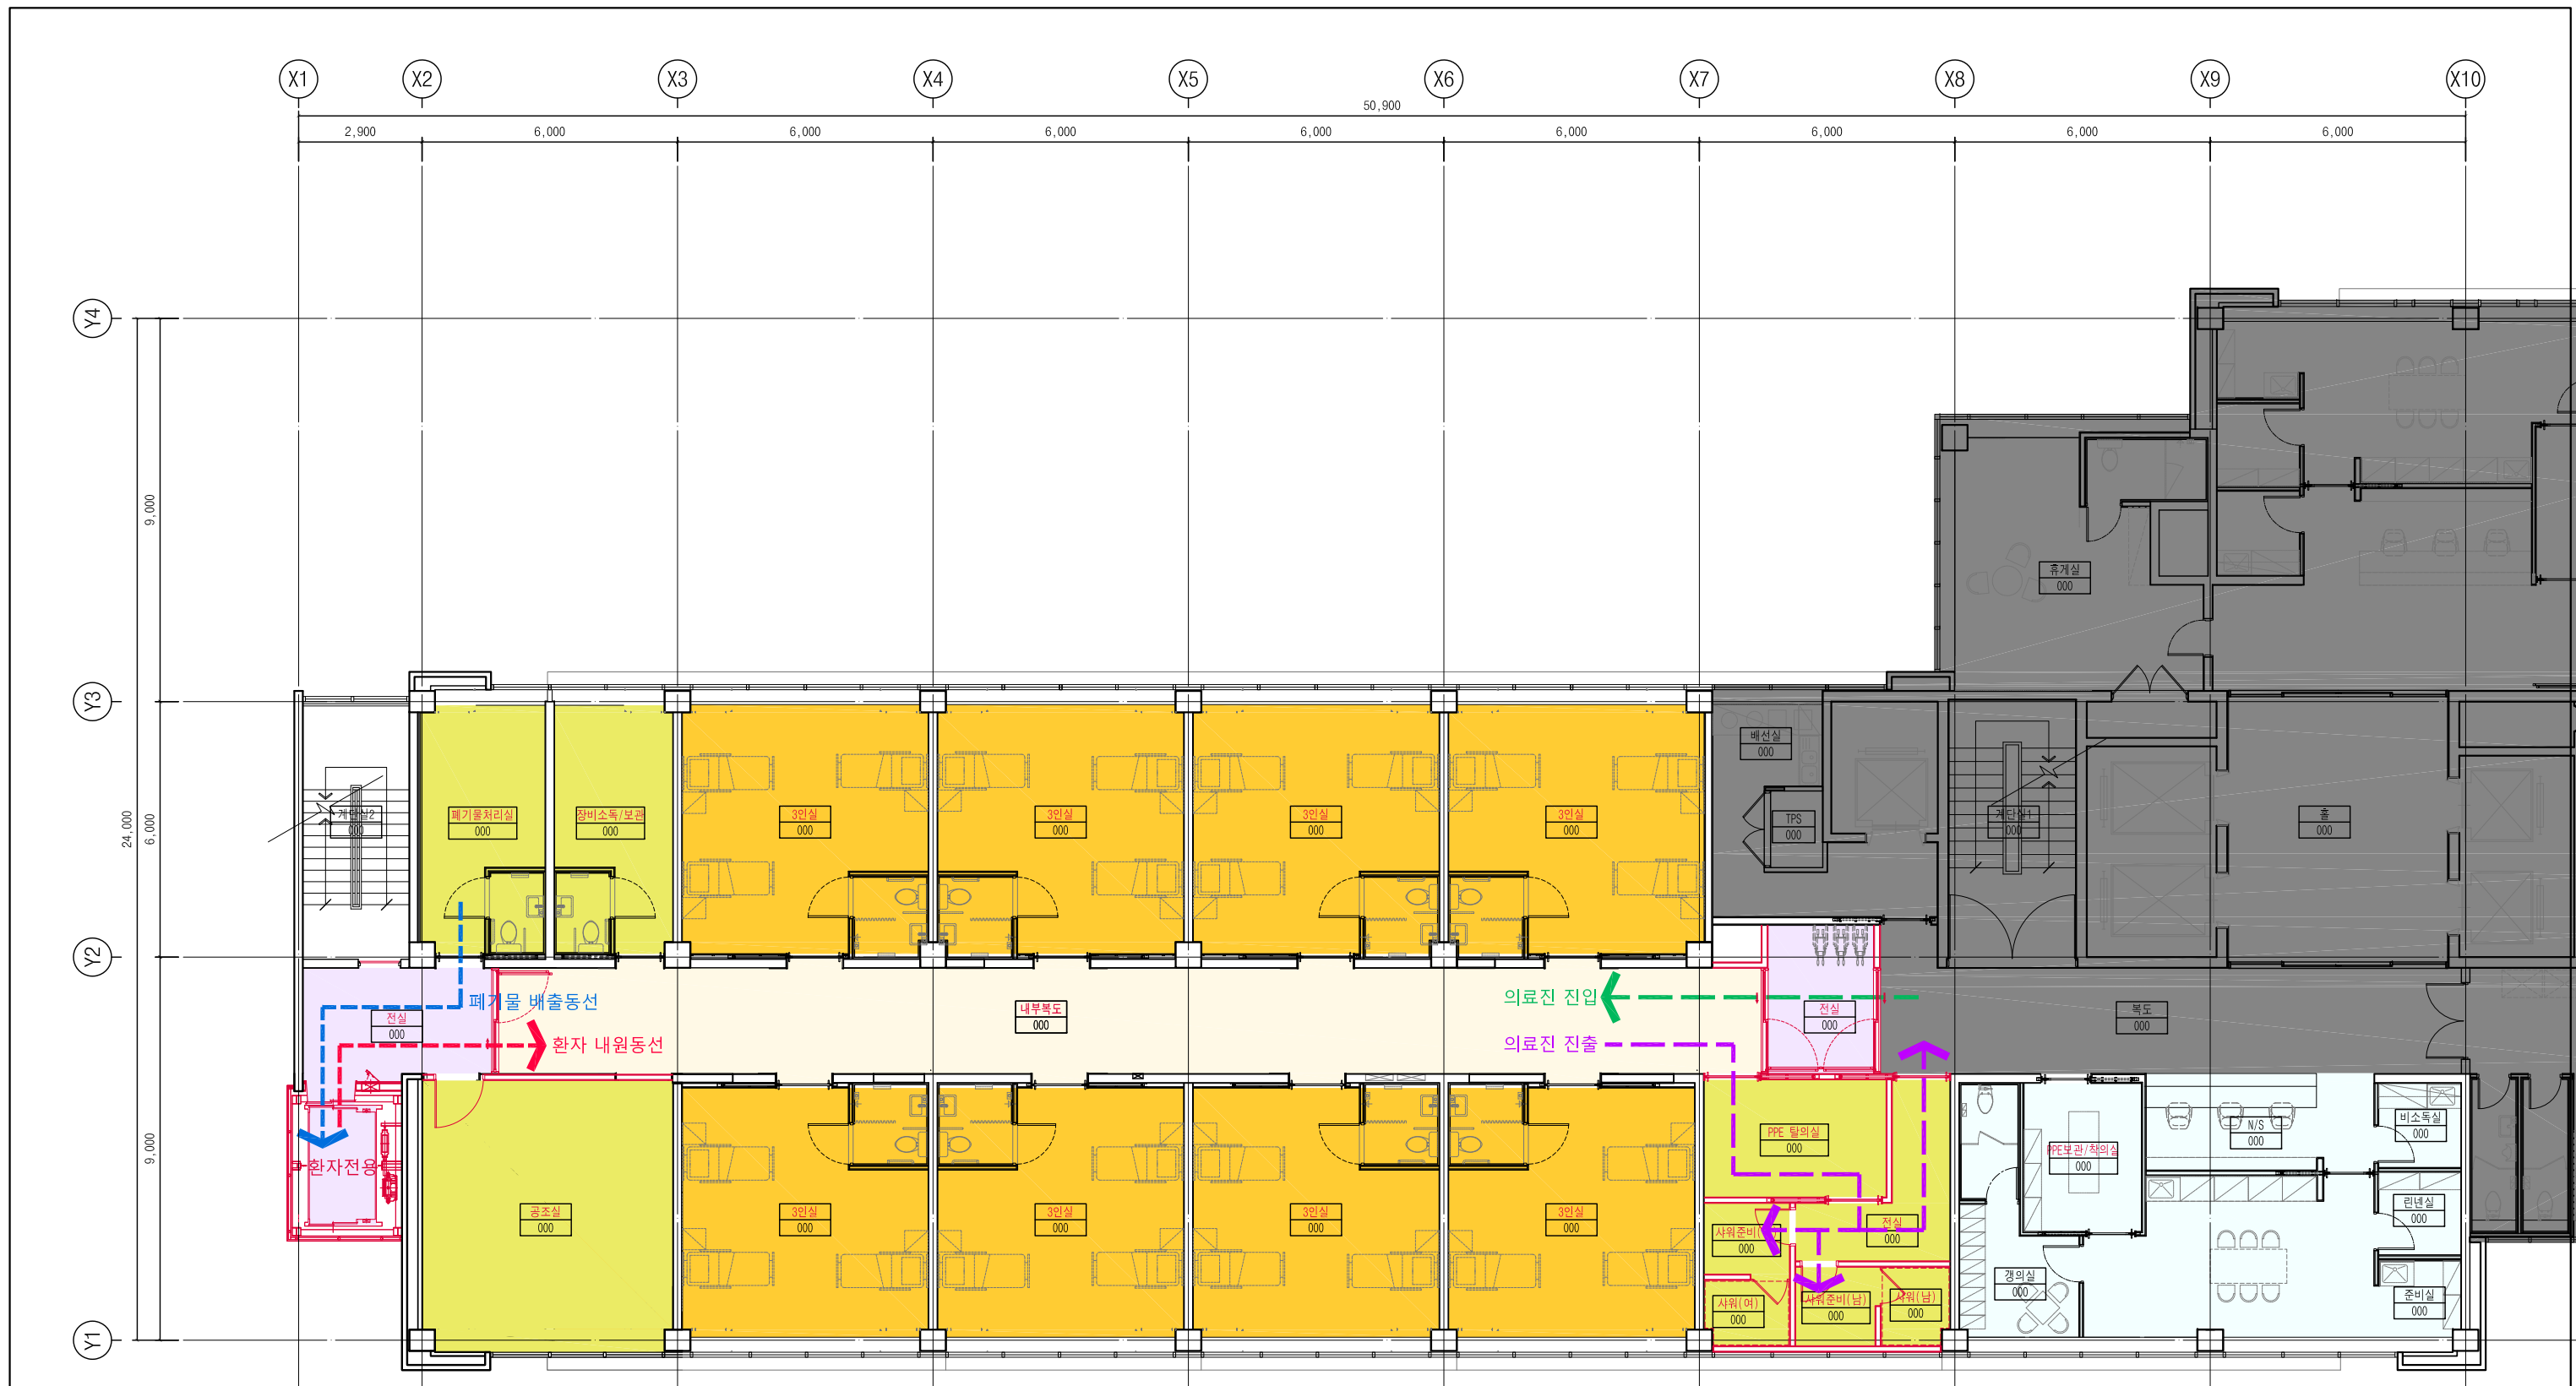 X1 X2 X3 X4 X5 X6 X7 X8 X9 X10
50,900
2,900 6,000 6,000 6,000 6,000 6,000 6,000 6,000 6,000
Y4
9,000
휴게실
000
Y3
24,000
6,000
배선실
000
계단실2
000
폐기물처리실
000
장비소독/보관
000
3인실
000
3인실
000
3인실
000
3인실
000
TPS
000
계단실1
000
홀
000
Y2
폐기물 배출동선
전실
000
환자 내원동선
내부복도
000
의료진 진입
의료진 진출
전실
000
복도
000
9,000
환자전용
공조실
000
3인실
000
3인실
000
3인실
000
3인실
000
PPE 탈의실
000
전실
000
샤워준비(
000
샤워(여)
000
샤워준비(남)
000
샤워(남)
000
PPE보관/착의실
000
N/S
000
비소독실
000
린넨실
000
갱의실
000
준비실
000
Y1